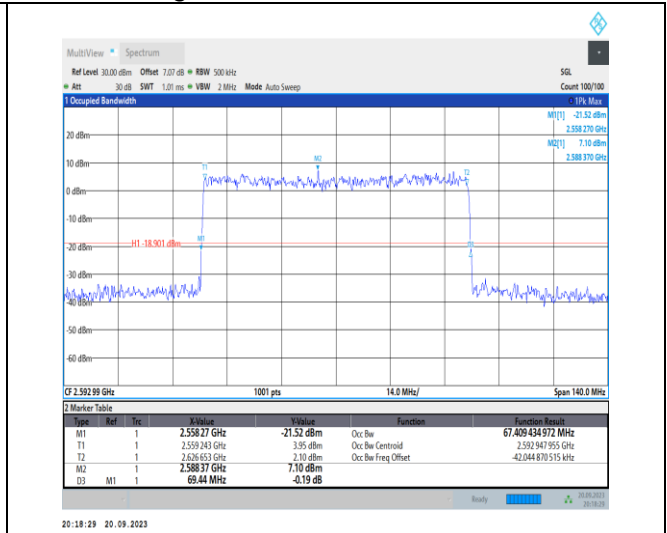 MultiView Spectrum
Ref Level 30.00 dBm Offset 7.07 dB RBW 500 kHz SGL
Att 30 dB SWT 1.01 ms VBW 2 MHz Mode Auto Sweep Count 100/100
1 Occupied Bandwidth 1Pk Max
M1[1] -21.52 dBm
2.558 270 GHz
M2[1] 7.10 dBm
2.588 370 GHz
20 dBm
10 dBm
M2
T1
T2
0 dBm
-10 dBm
H1 -18.901 dBm
M1
-20 dBm
-30 dBm
-50 dBm
-60 dBm
CF 2.592 99 GHz 1001 pts 14.0 MHz/ Span 140.0 MHz
2 Marker Table
Type Ref Trc X-Value Y-Value Function Function Result
M1 1 2.558 27 GHz -21.52 dBm Occ Bw 67.409 434 972 MHz
T1 1 2.559 243 GHz 3.95 dBm Occ Bw Centroid 2.592 947 955 GHz
T2 1 2.626 653 GHz 2.10 dBm Occ Bw Freq Offset -42.044 870 515 kHz
M2 1 2.588 37 GHz 7.10 dBm
D3 M1 1 69.44 MHz -0.19 dB
Ready 20.09.2023
20:18:29
20:18:29 20.09.2023